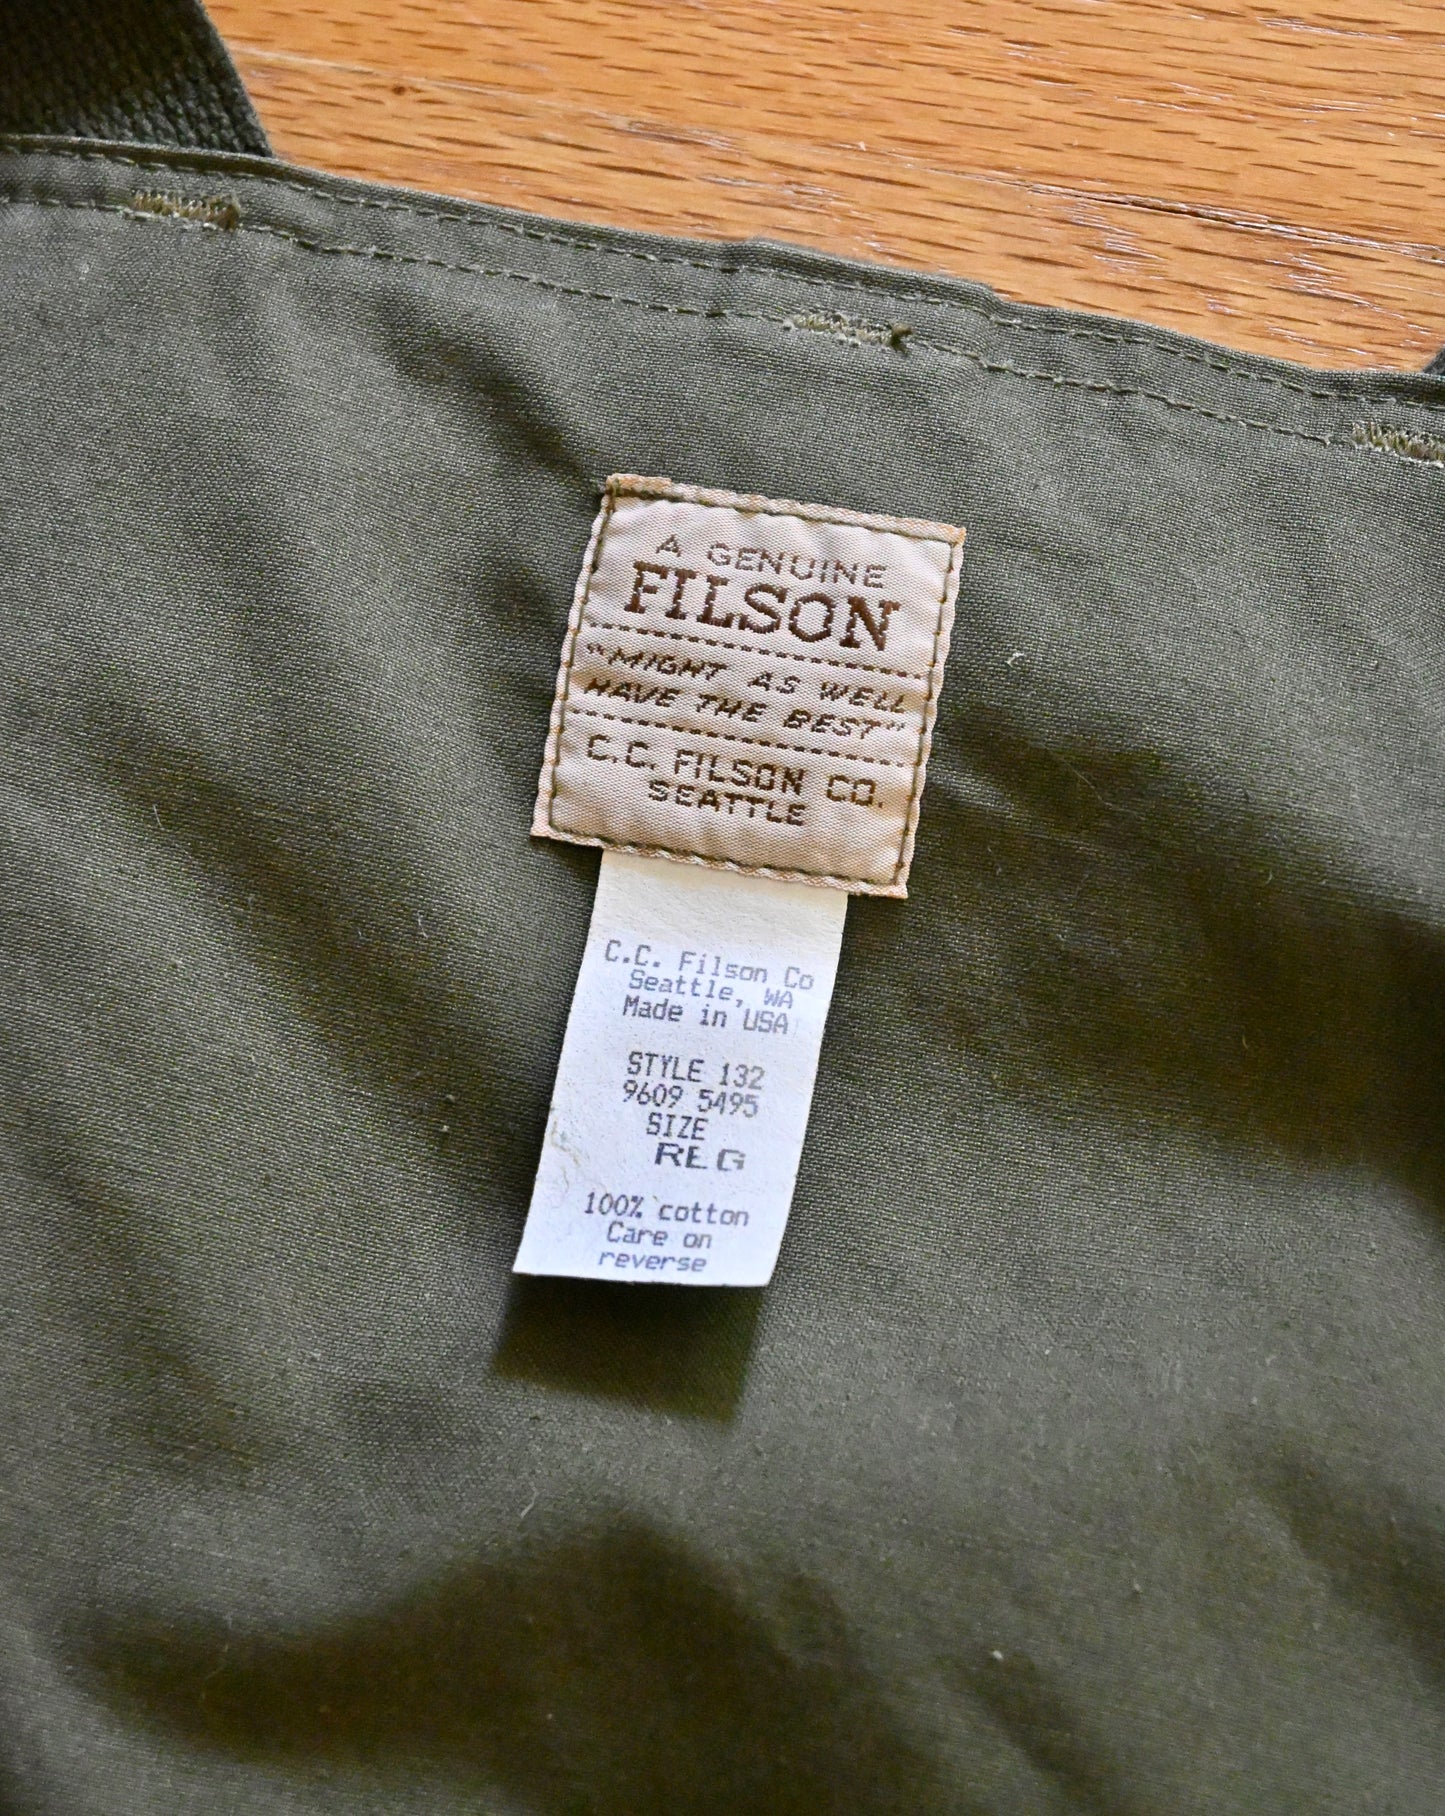 A GENUINE
FILSON
"MIGHT AS WELL
HAVE THE BEST"
C.C. FILSON CO.
SEATTLE
C.C. Filson Co
Seattle, WA
Made in USA
STYLE 132
9609 5495
SIZE
REG
100% cotton
Care on
reverse